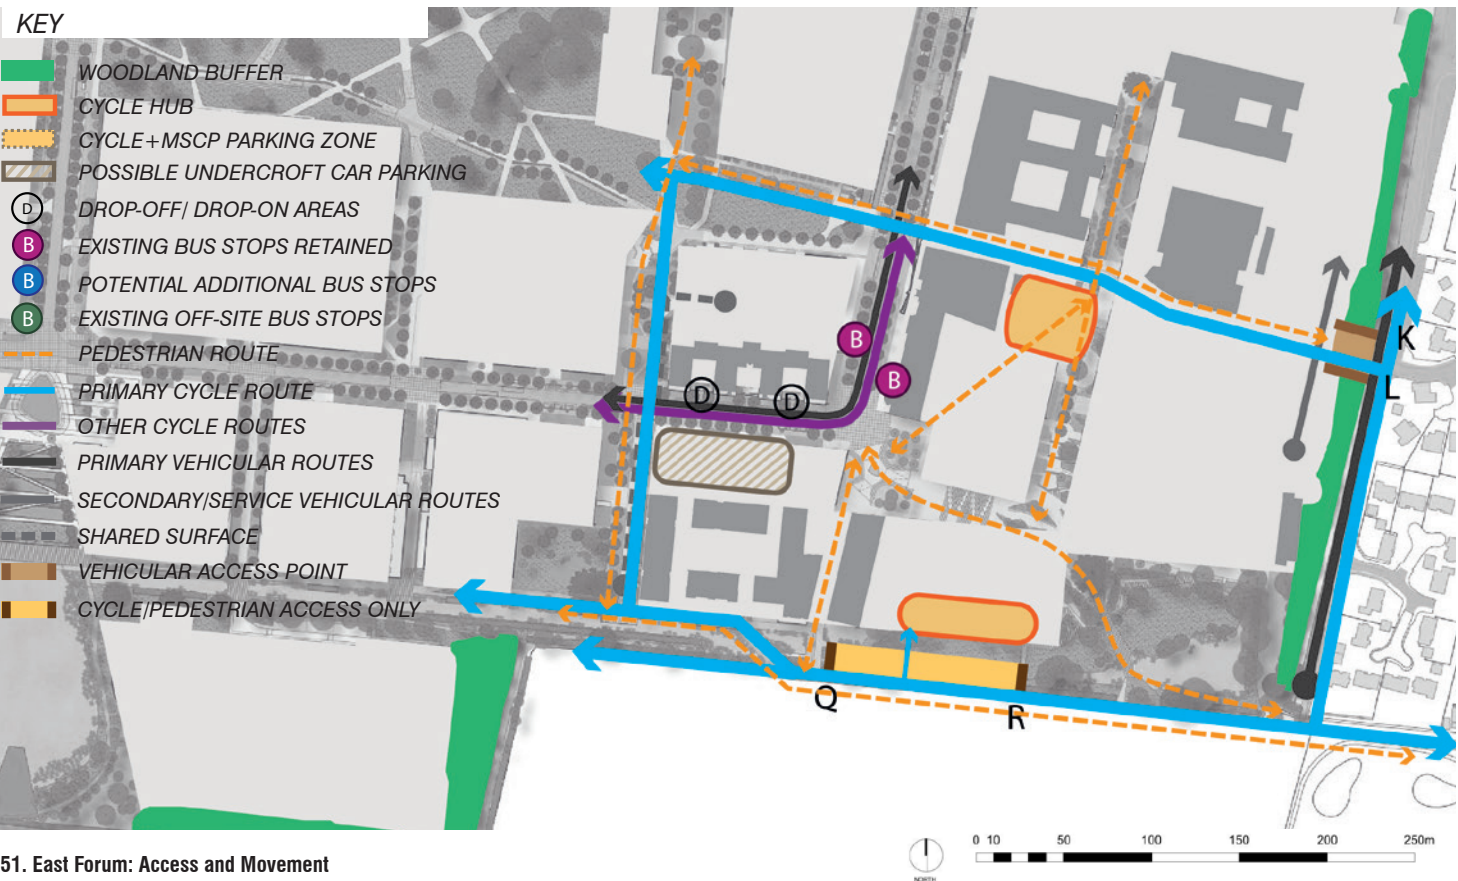 KEY
WOODLAND BUFFER
CYCLE HUB
CYCLE+MSCP PARKING ZONE
POSSIBLE UNDERCROFT CAR PARKING
D DROP-OFF/ DROP-ON AREAS
B EXISTING BUS STOPS RETAINED
B POTENTIAL ADDITIONAL BUS STOPS
B EXISTING OFF-SITE BUS STOPS
PEDESTRIAN ROUTE
PRIMARY CYCLE ROUTE
OTHER CYCLE ROUTES
PRIMARY VEHICULAR ROUTES
SECONDARY/SERVICE VEHICULAR ROUTES
SHARED SURFACE
VEHICULAR ACCESS POINT
CYCLE/PEDESTRIAN ACCESS ONLY
B
K
B
L
D
D
Q
R
0 10 50 100 150 200 250m
NORTH
51. East Forum: Access and Movement